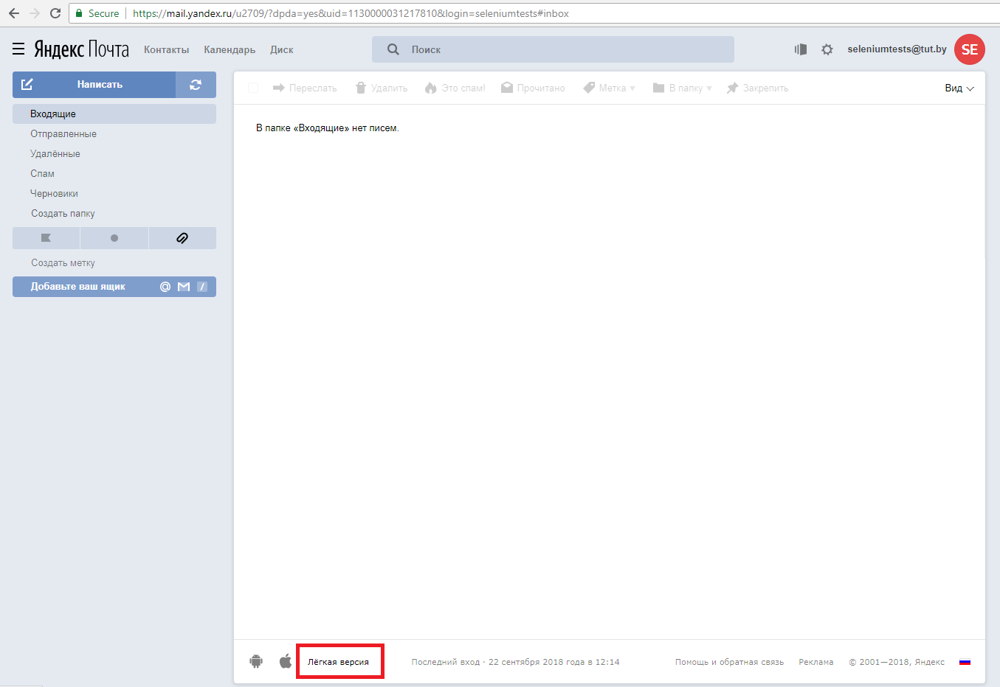 Secure https://mail.yandex.ru/u2709/?dpda=yes&uid=1130000031217810&login=seleniumtests#inbox
Яндекс Почта Контакты Календарь Диск Поиск seleniumtests@tut.by SE
Написать
Входящие
Отправленные
Удалённые
Спам
Черновики
Создать папку
Создать метку
Добавьте ваш ящик
Переслать Удалить Это спам! Прочитано Метка В папку Закрепить Вид
В папке «Входящие» нет писем.
Лёгкая версия Последний вход · 22 сентября 2018 года в 12:14 Помощь и обратная связь Реклама © 2001—2018, Яндекс